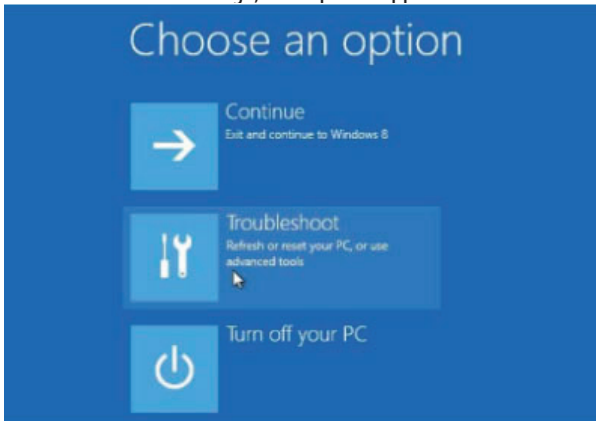 Choose an option
Continue
Exit and continue to Windows 8
Troubleshoot
Refresh or reset your PC, or use
advanced tools
Turn off your PC